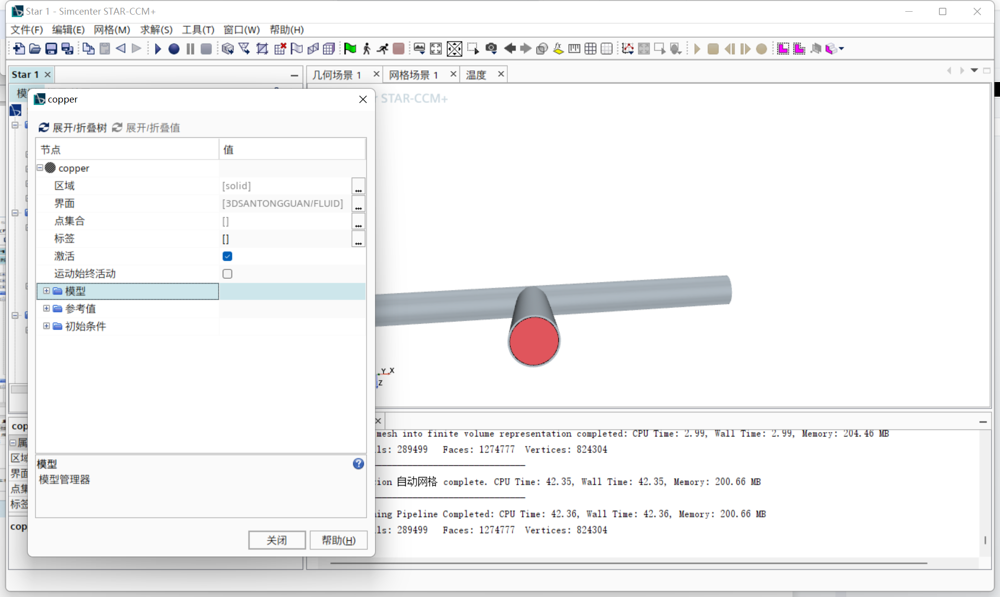 Star 1 - Simcenter STAR-CCM+
文件(F) 编辑(E) 网格(M) 求解(S) 工具(T) 窗口(W) 帮助(H)
Star 1
几何场景 1 网格场景 1 温度
STAR-CCM+
copper
展开/折叠树 展开/折叠值
节点 值
copper
区域 [solid] ...
界面 [3DSANTONGGUAN/FLUID] ...
点集合 [] ...
标签 [] ...
激活
运动始终活动
模型
参考值
初始条件
Y X
Z
模型
模型管理器
关闭 帮助(H)
cop
属
区域
界面
点集
标签
cop
mesh into finite volume representation completed: CPU Time: 2.99, Wall Time: 2.99, Memory: 204.46 MB
ls: 289499 Faces: 1274777 Vertices: 824304
ion 自动网格 complete. CPU Time: 42.35, Wall Time: 42.35, Memory: 200.66 MB
ing Pipeline Completed: CPU Time: 42.36, Wall Time: 42.36, Memory: 200.66 MB
ls: 289499 Faces: 1274777 Vertices: 824304